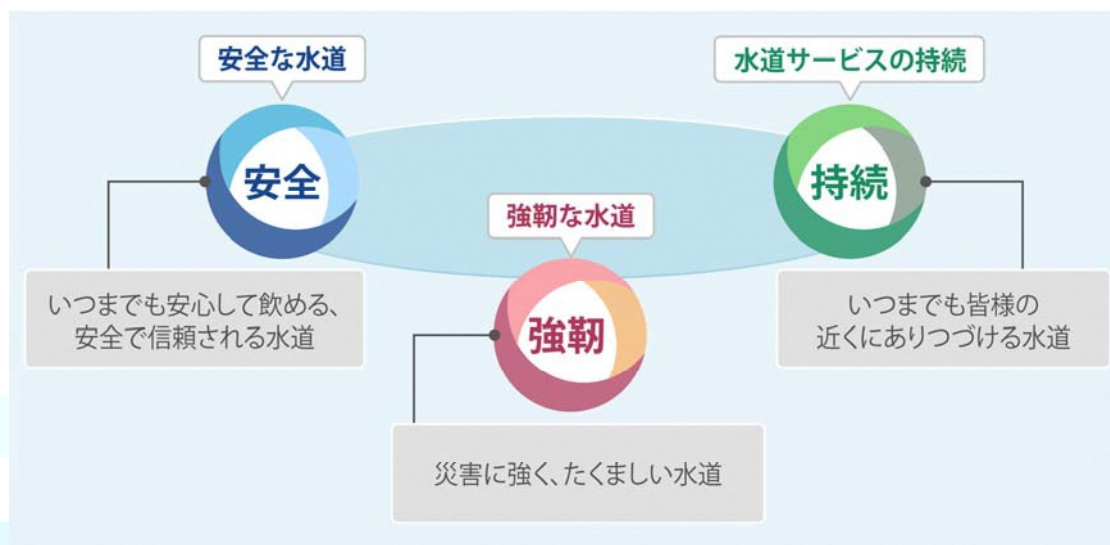 安全な水道
安全
いつまでも安心して飲める、
安全で信頼される水道
強靭な水道
強靭
災害に強く、たくましい水道
水道サービスの持続
持続
いつまでも皆様の
近くにありつづける水道